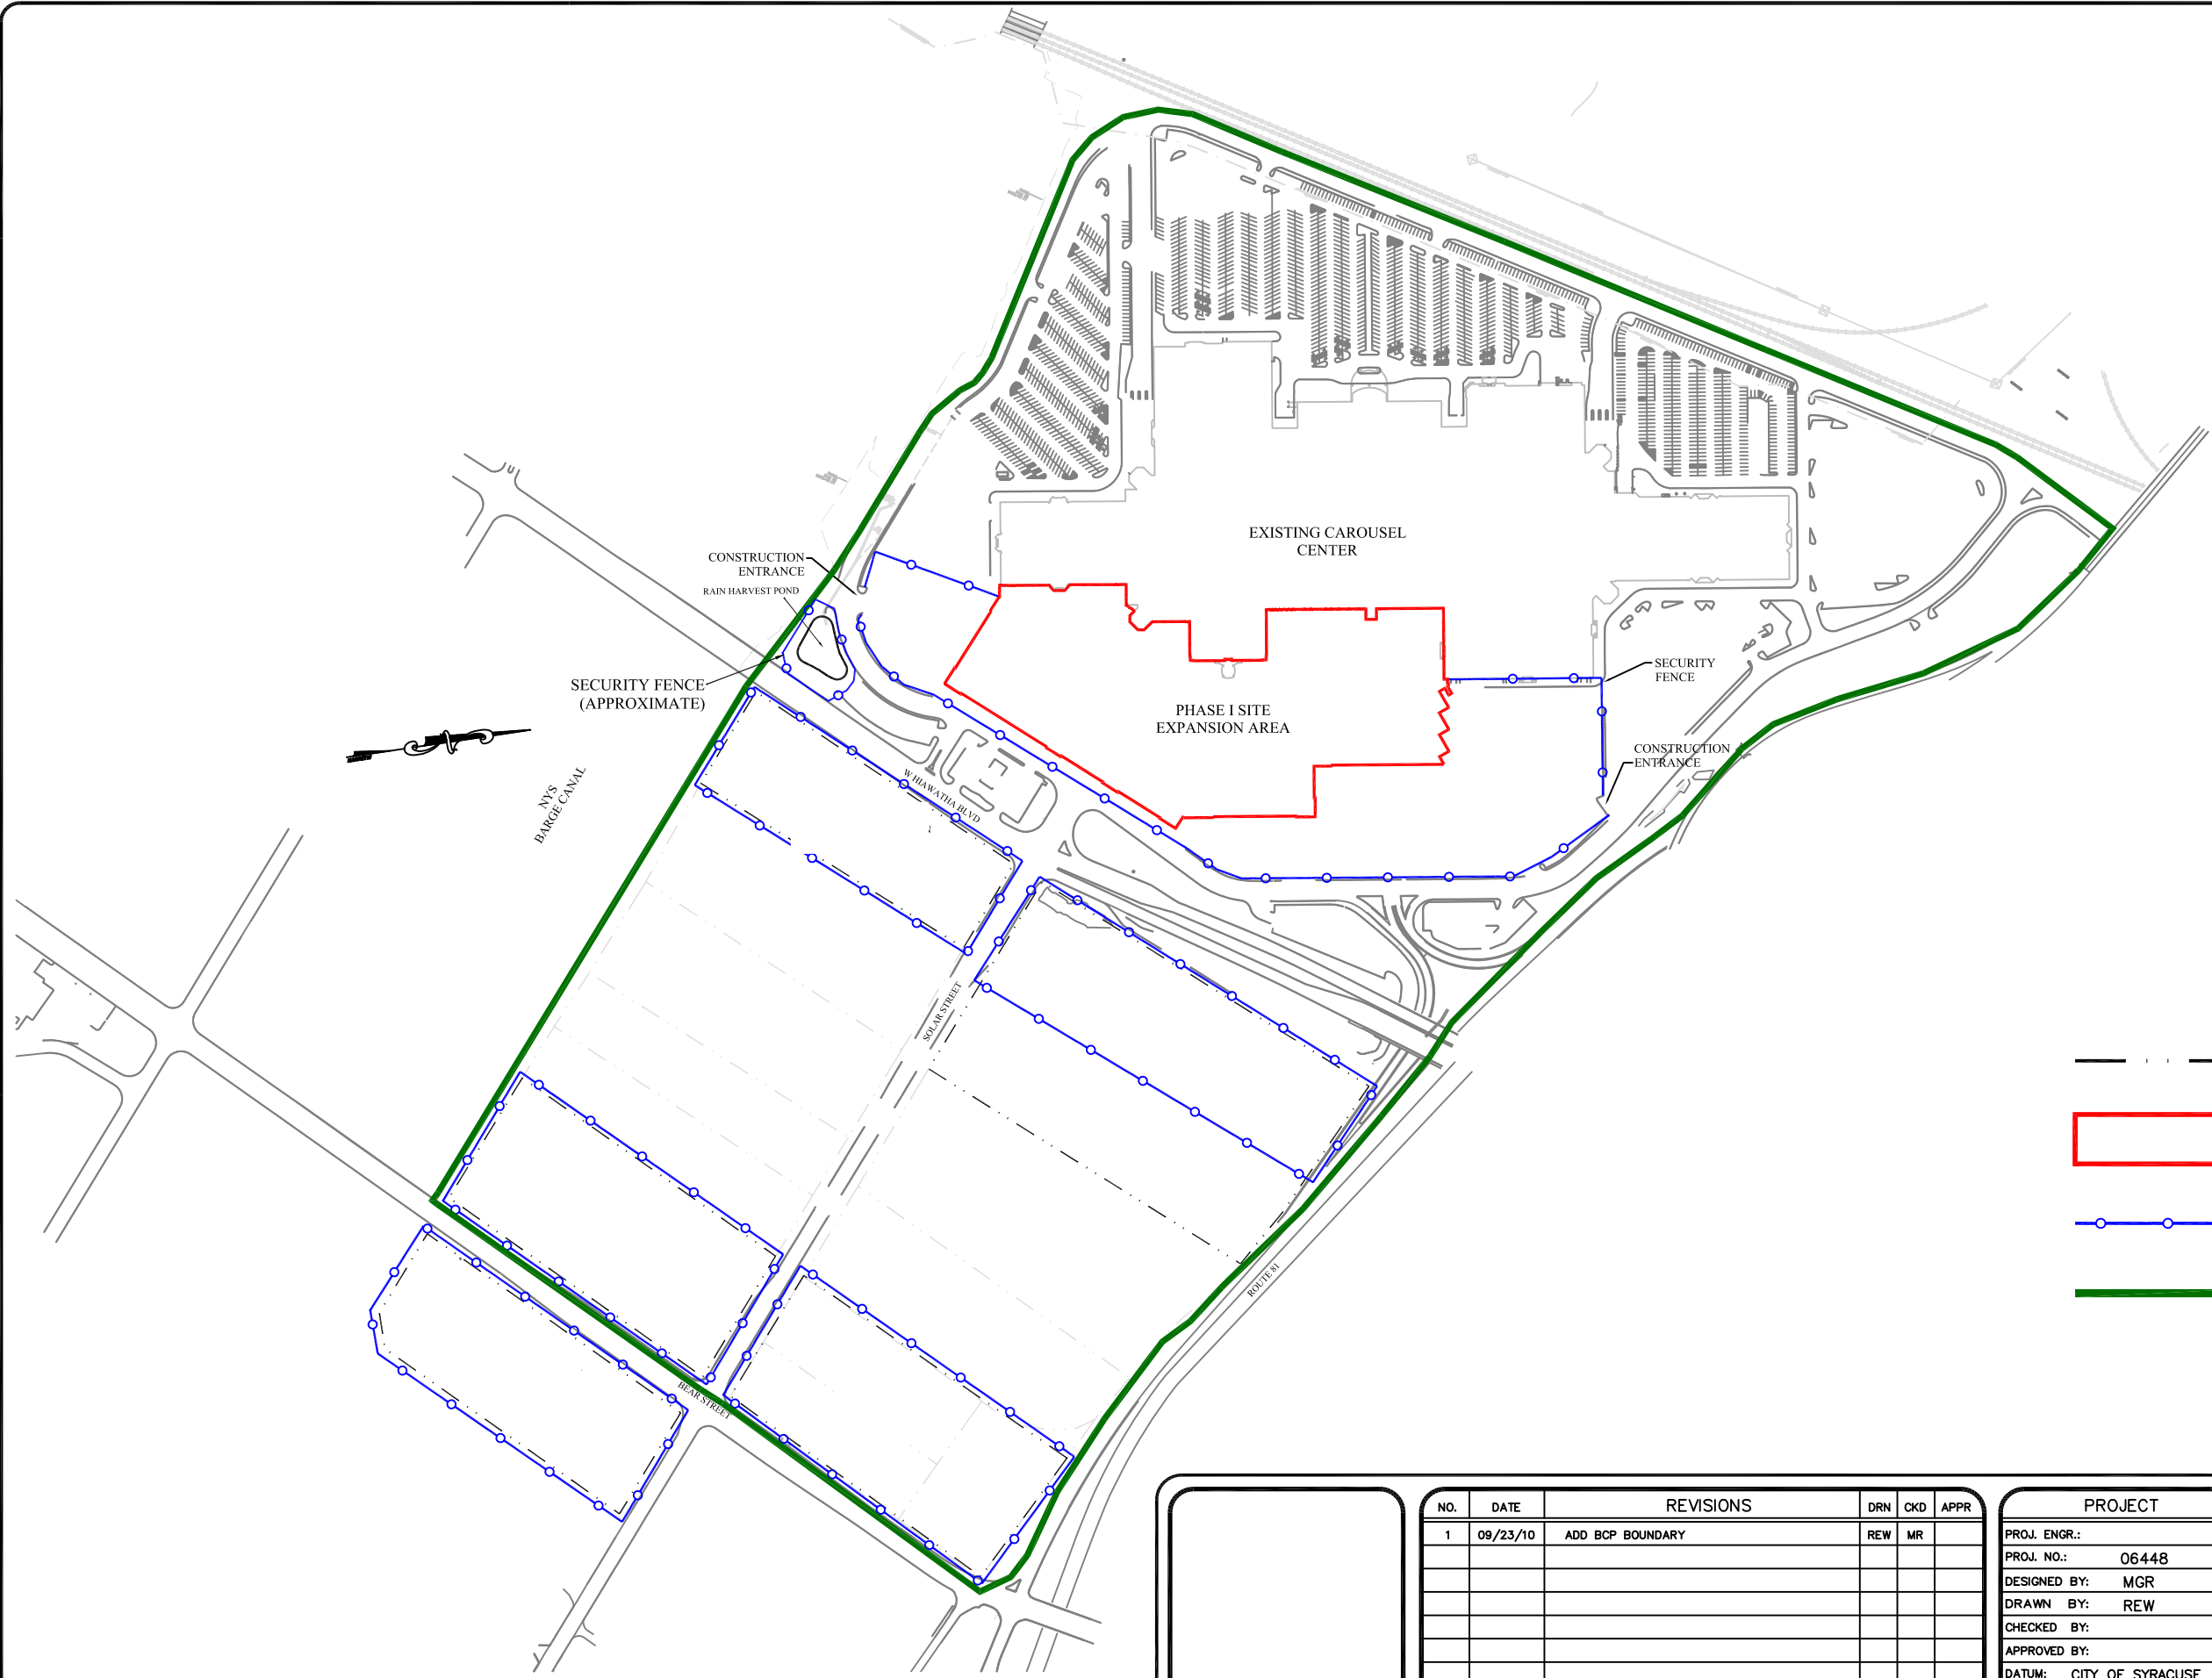 EXISTING CAROUSEL
CENTER
CONSTRUCTION
ENTRANCE
RAIN HARVEST POND
SECURITY FENCE
(APPROXIMATE)
SECURITY
FENCE
PHASE I SITE
EXPANSION AREA
CONSTRUCTION
ENTRANCE
NYS
BARGE CANAL
W HIAWATHA BLVD
SOLAR STREET
ROUTE 81
BEAR STREET
NO. DATE REVISIONS DRN CKD APPR
1 09/23/10 ADD BCP BOUNDARY REW MR
PROJECT
PROJ. ENGR.:
PROJ. NO.: 06448
DESIGNED BY: MGR
DRAWN BY: REW
CHECKED BY:
APPROVED BY:
DATUM: CITY OF SYRACUSE